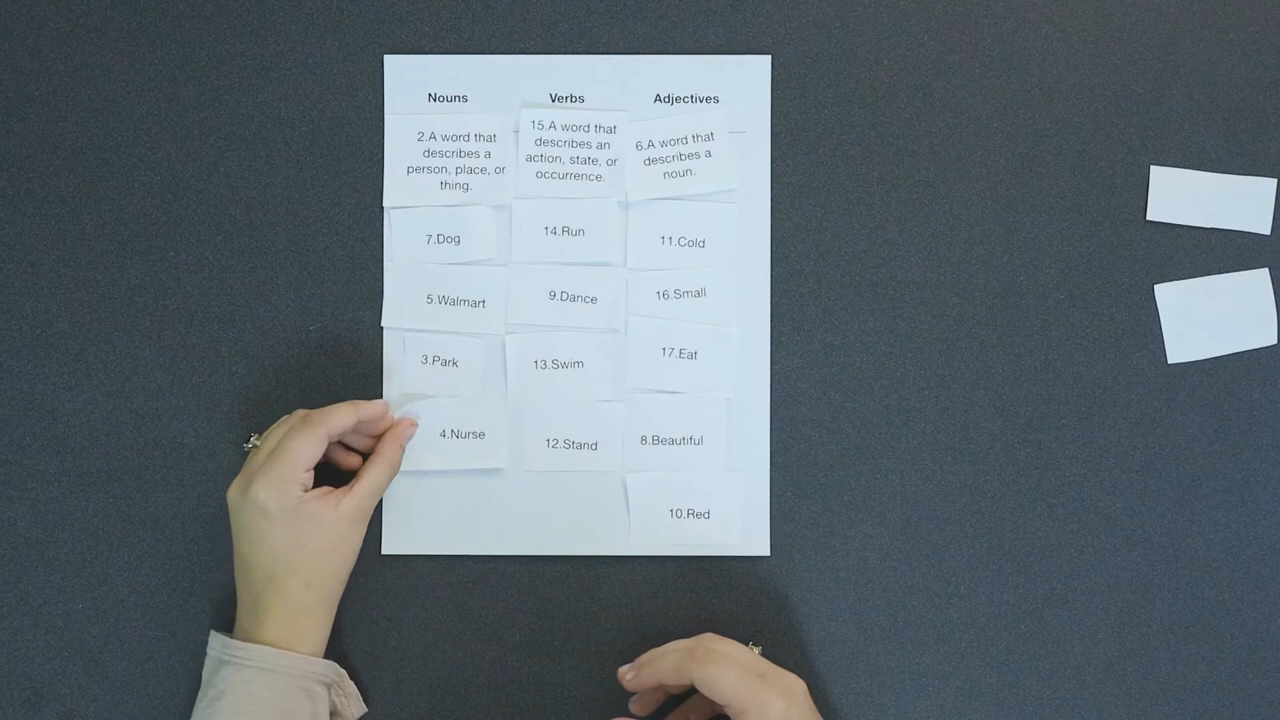 Nouns
Verbs
Adjectives
2.A word that
describes a
person, place, or
thing.
15.A word that
describes an
action, state, or
occurrence.
6.A word that
describes a
noun.
7.Dog
14.Run
11.Cold
5.Walmart
9.Dance
16.Small
3.Park
13.Swim
17.Eat
4.Nurse
12.Stand
8.Beautiful
10.Red